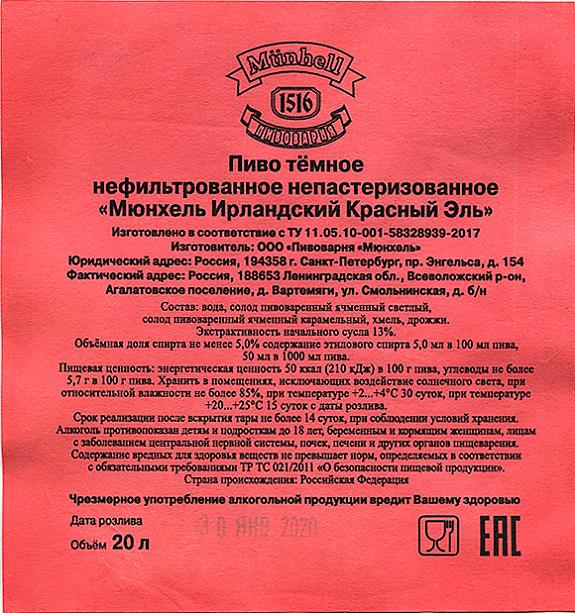 Münhell
1516
ПИВОВАРНЯ
Пиво тёмное
нефильтрованное непастеризованное
«Мюнхель Ирландский Красный Эль»
Изготовлено в соответствие с ТУ 11.05.10-001-58328939-2017
Изготовитель: ООО «Пивоварня «Мюнхель»
Юридический адрес: Россия, 194358 г. Санкт-Петербург, пр. Энгельса, д. 154
Фактический адрес: Россия, 188653 Ленинградская обл., Всеволожский р-он,
Агалатовское поселение, д. Вартемяги, ул. Смольнинская, д. б/н
Состав: вода, солод пивоваренный ячменный светлый,
солод пивоваренный ячменный карамельный, хмель, дрожжи.
Экстрактивность начального сусла 13%.
Объёмная доля спирта не менее 5,0% содержание этилового спирта 5,0 мл в 100 мл пива,
50 мл в 1000 мл пива.
Пищевая ценность: энергетическая ценность 50 ккал (210 кДж) в 100 г пива, углеводы не более
5,7 г в 100 г пива. Хранить в помещениях, исключающих воздействие солнечного света, при
относительной влажности не более 85%, при температуре +2...+4°С 30 суток, при температуре
+20...+25°С 15 суток с даты розлива.
Срок реализации после вскрытия тары не более 14 суток, при соблюдении условий хранения.
Алкоголь противопоказан детям и подросткам до 18 лет, беременным и кормящим женщинам, лицам
с заболеванием центральной нервной системы, почек, печени и других органов пищеварения.
Содержание вредных для здоровья веществ не превышает норм, определяемых в соответствии
с обязательными требованиями ТР ТС 021/2011 «О безопасности пищевой продукции».
Страна происхождения: Российская Федерация
Чрезмерное употребление алкогольной продукции вредит Вашему здоровью
Дата розлива 30 ЯНВ 2020
Объём 20 л
ЕАС